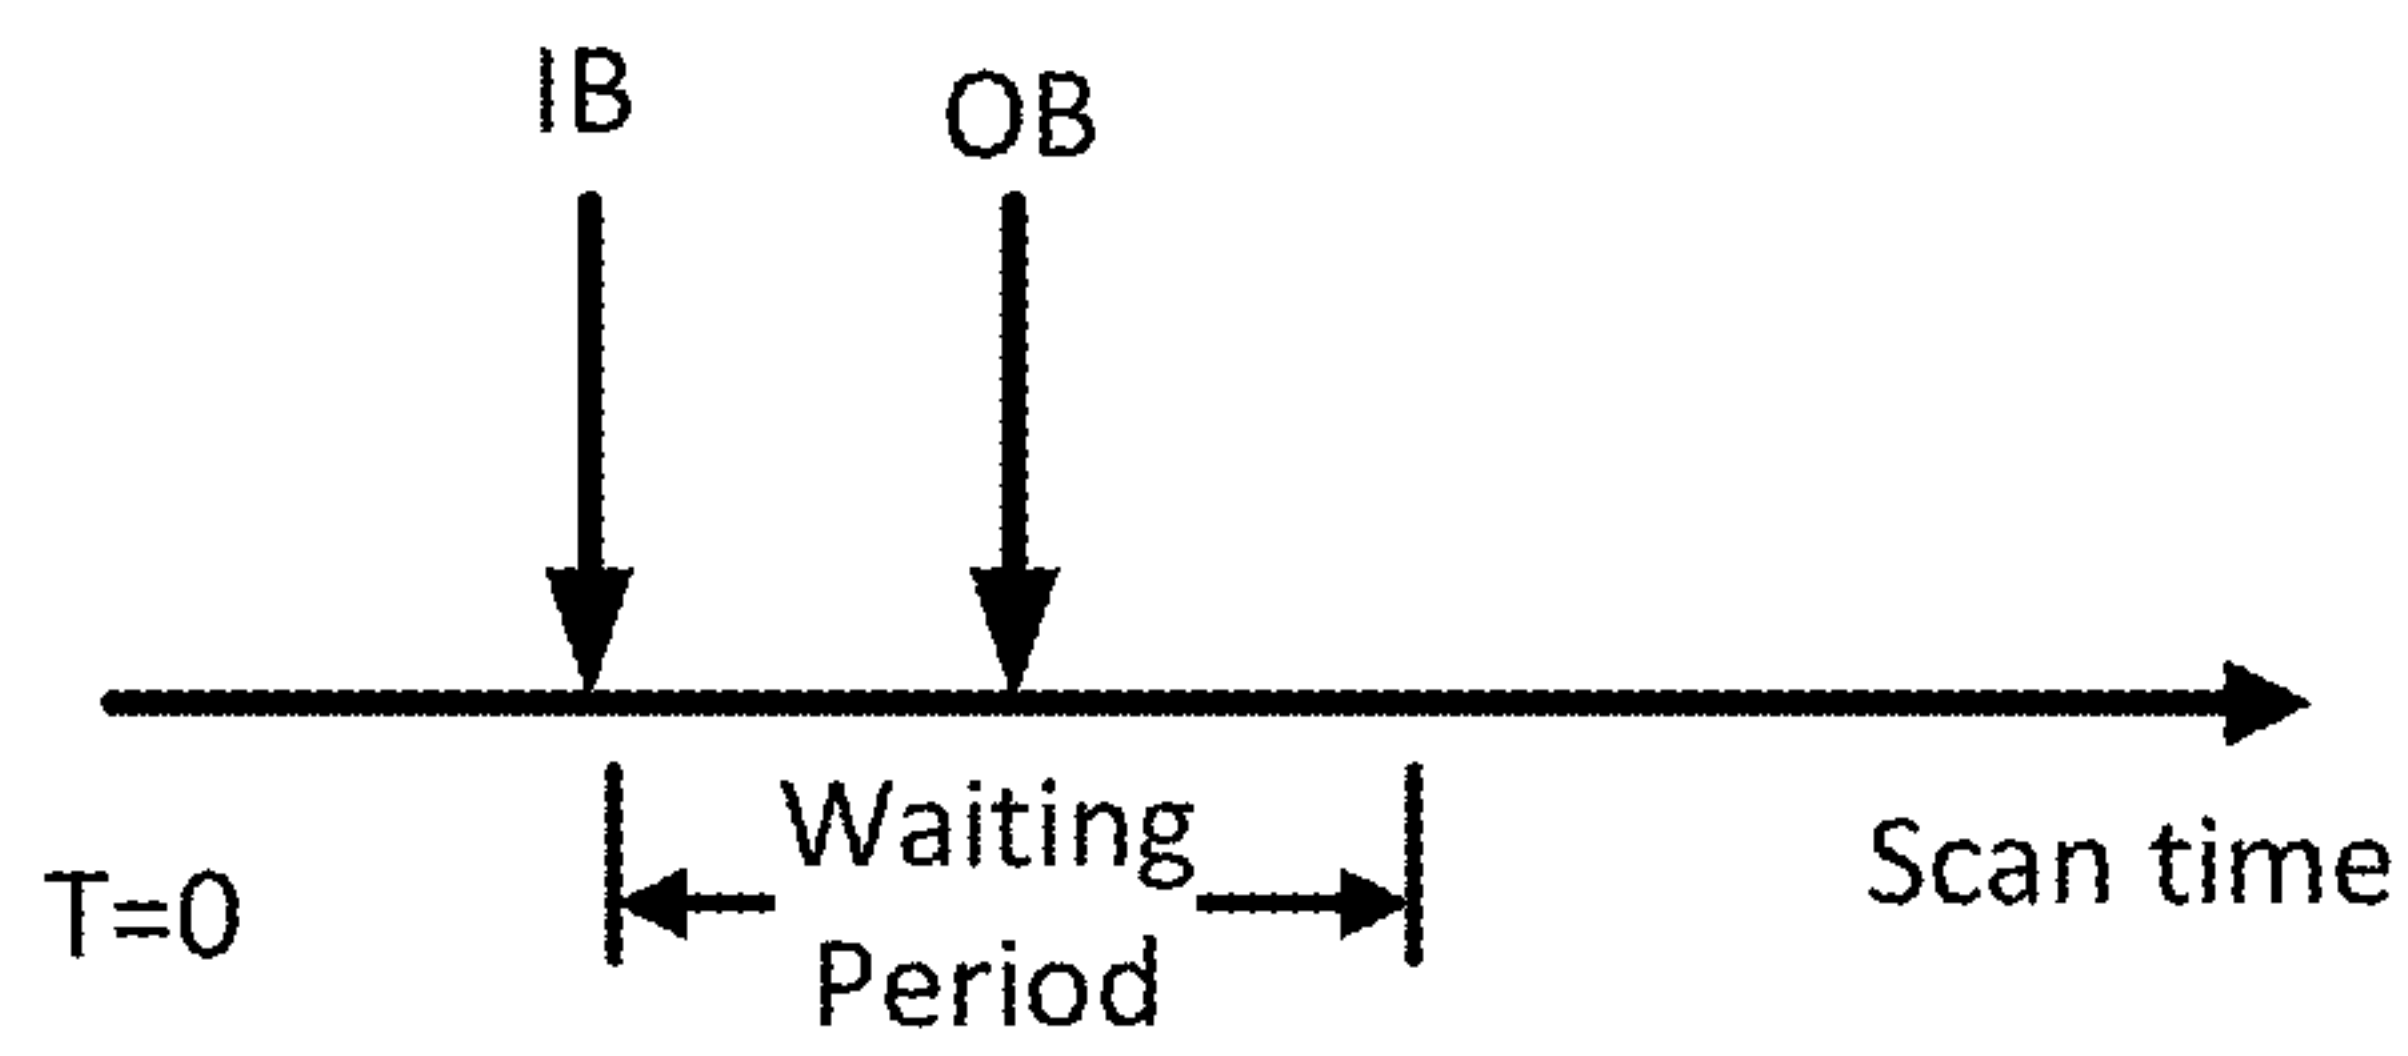 IB
OB
Waiting
Period
T=0
Scan time